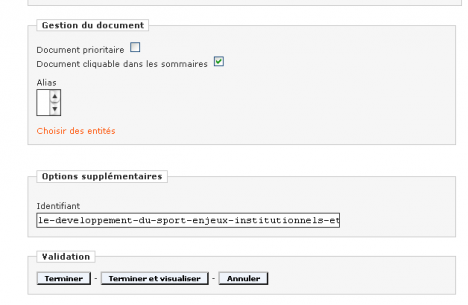 Gestion du document
Document prioritaire
Document cliquable dans les sommaires
Alias
Choisir des entités
Options supplémentaires
Identifiant
le-developpement-du-sport-enjeux-institutionnels-et
Validation
Terminer - Terminer et visualiser - Annuler